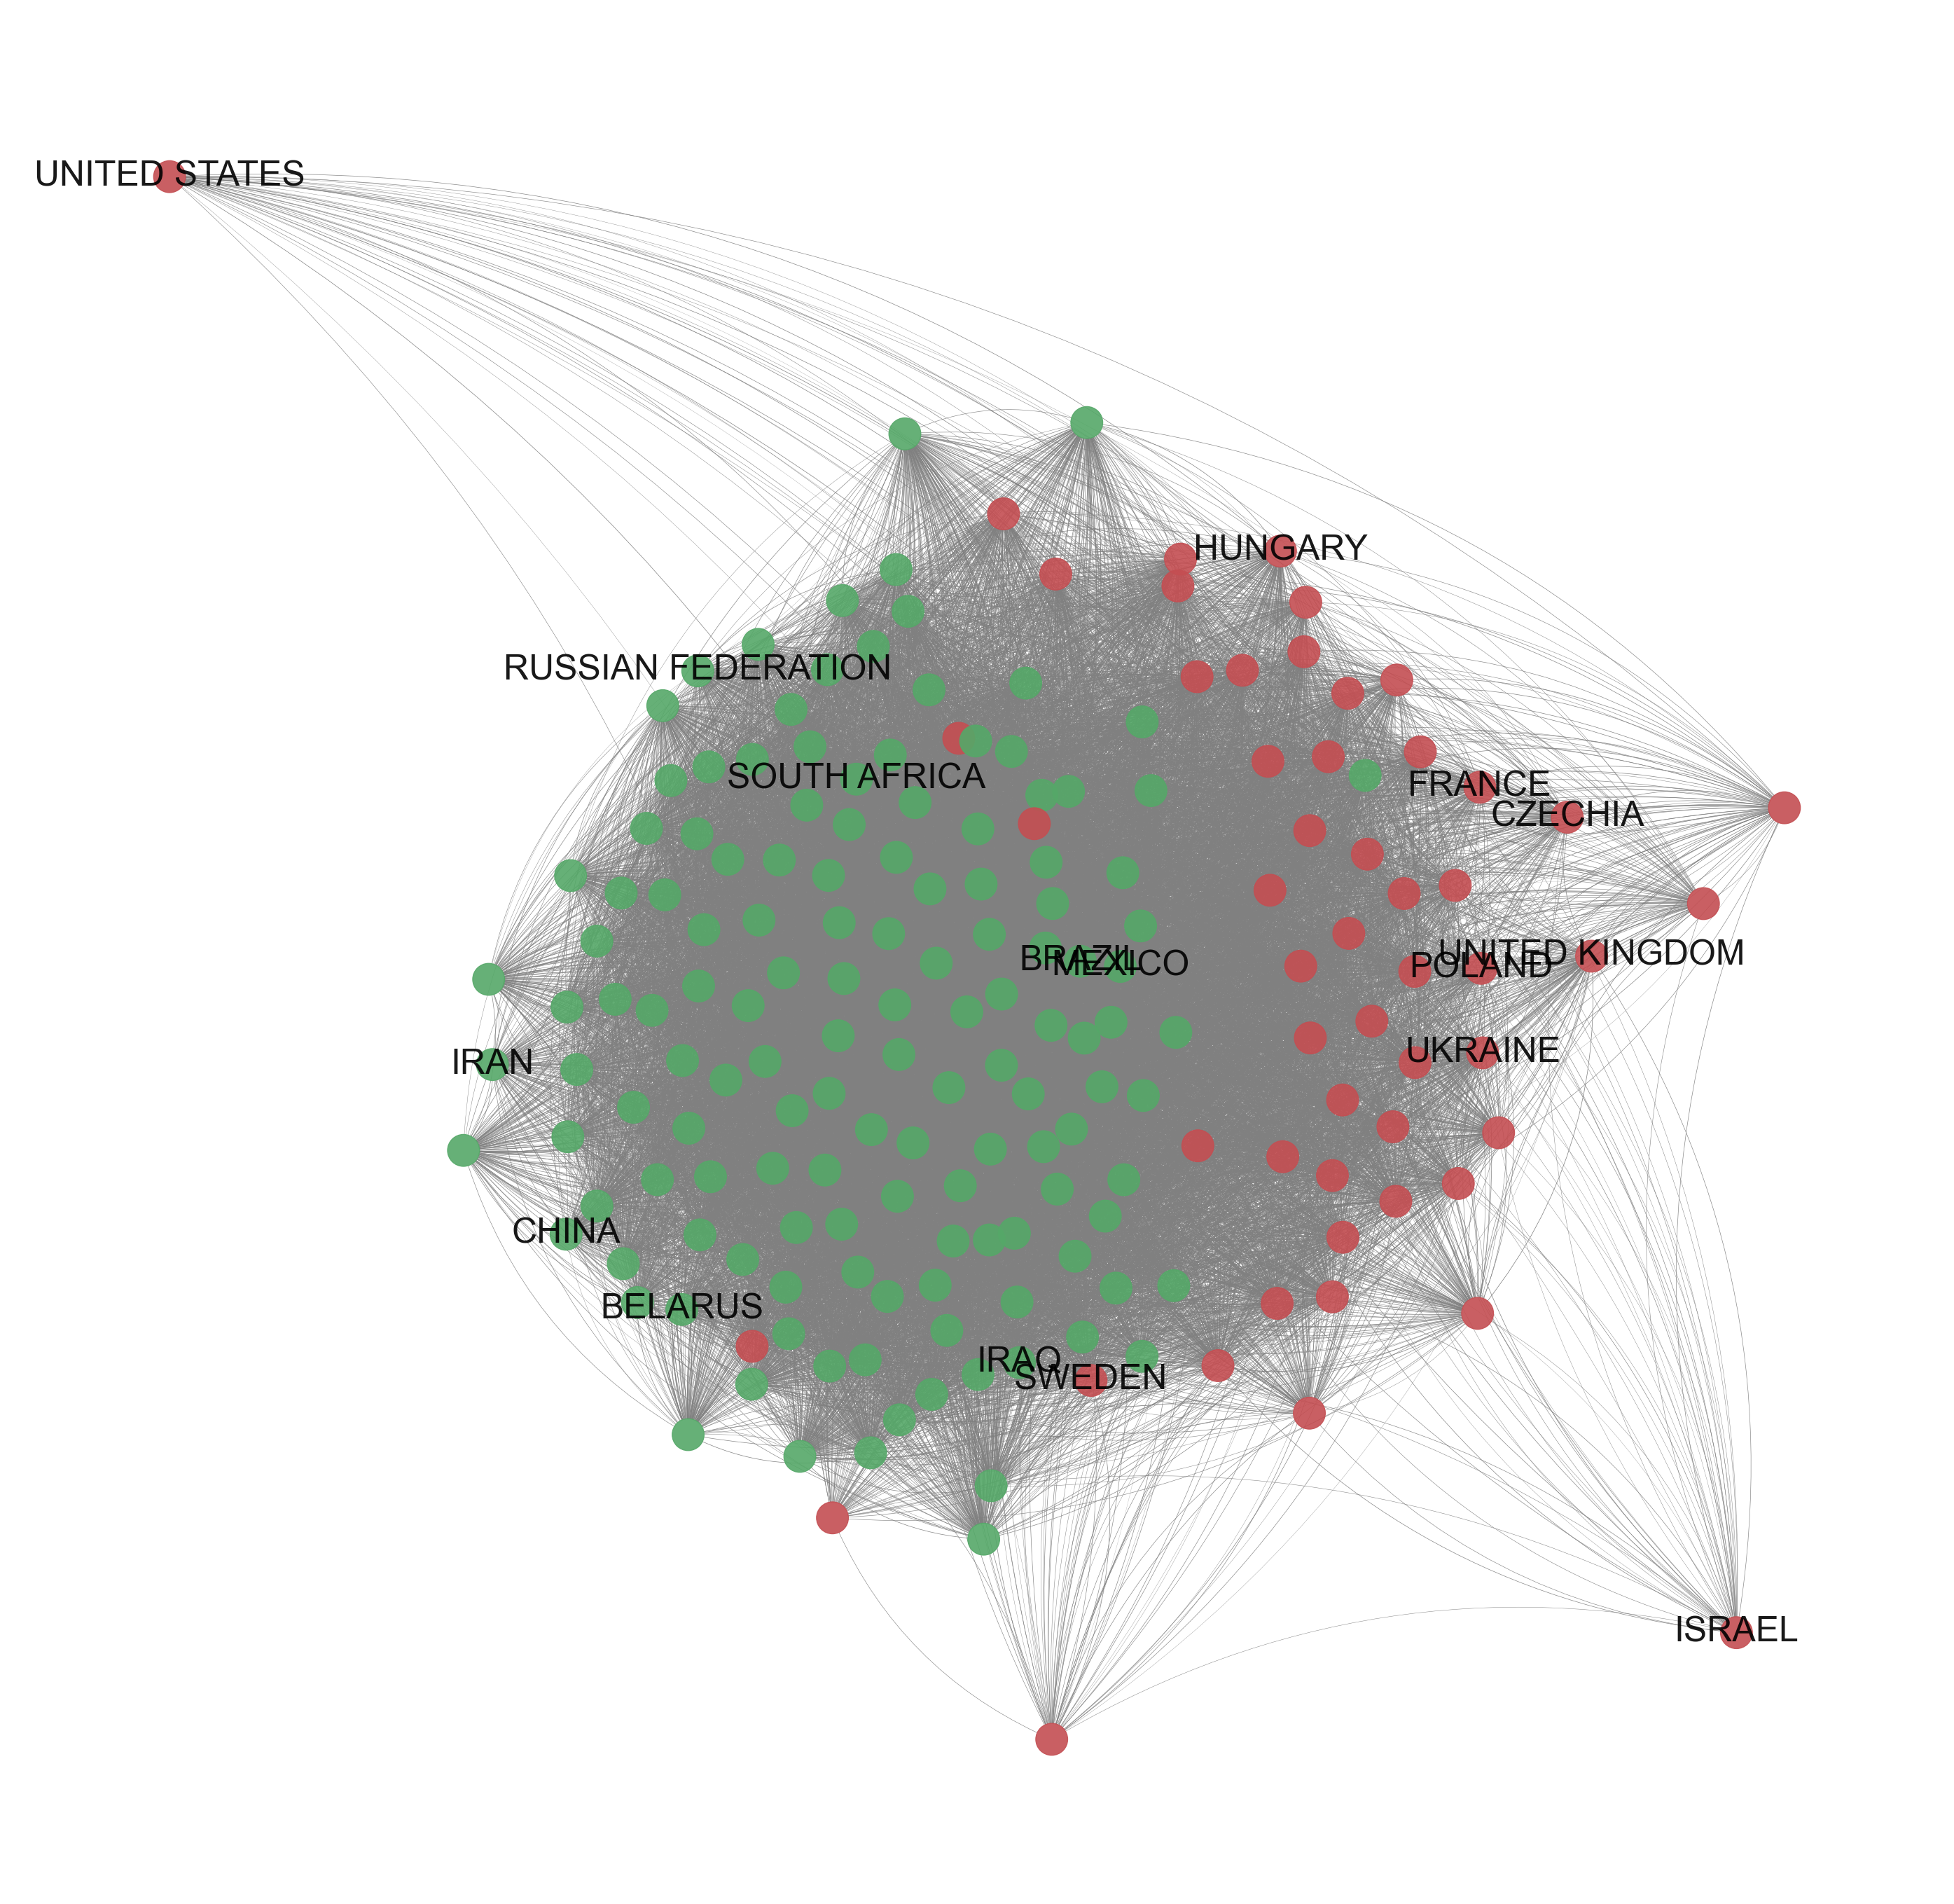 UNITED STATES
HUNGARY
RUSSIAN FEDERATION
SOUTH AFRICA
FRANCE
CZECHIA
BRAZIL
MEXICO
UNITED KINGDOM
POLAND
UKRAINE
IRAN
CHINA
BELARUS
IRAQ
SWEDEN
ISRAEL